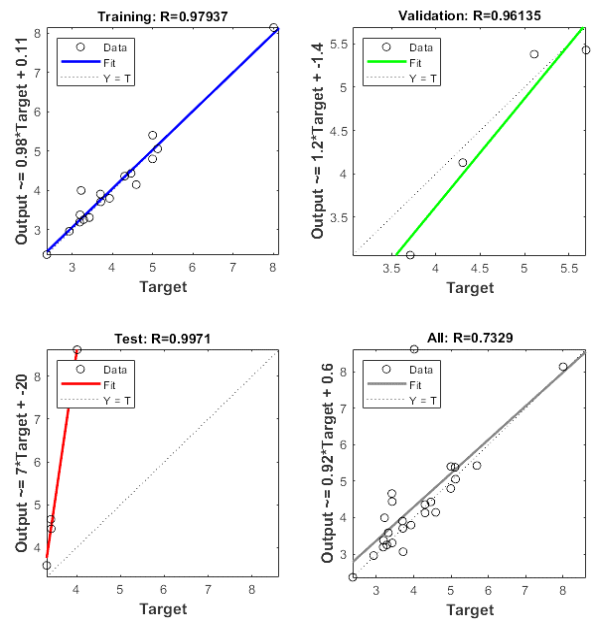 Training: R=0.97937
Output ~= 0.98*Target + 0.11
8
7
6
5
4
3
Data
Fit
Y = T
3 4 5 6 7 8
Target
Validation: R=0.96135
Output ~= 1.2*Target + -1.4
5.5
5
4.5
4
3.5
Data
Fit
Y = T
3.5 4 4.5 5 5.5
Target
Test: R=0.9971
Output ~= 7*Target + -20
8
7
6
5
4
Data
Fit
Y = T
4 5 6 7 8
Target
All: R=0.7329
Output ~= 0.92*Target + 0.6
8
7
6
5
4
3
Data
Fit
Y = T
3 4 5 6 7 8
Target